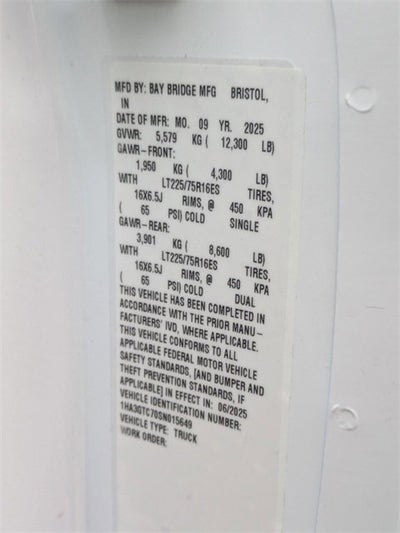 MFD BY: BAY BRIDGE MFG BRISTOL,
IN
DATE OF MFR: MO. 09 YR. 2025
GVWR: 5,579 KG ( 12,300 LB)
GAWR-FRONT:
1,950 KG ( 4,300 LB)
WITH LT225/75R16ES TIRES,
16X6.5J RIMS, @ 450 KPA
( 65 PSI) COLD SINGLE
GAWR-REAR:
3,901 KG ( 8,600 LB)
WITH LT225/75R16ES TIRES,
16X6.5J RIMS, @ 450 KPA
( 65 PSI) COLD DUAL
THIS VEHICLE HAS BEEN COMPLETED IN
ACCORDANCE WITH THE PRIOR MANU-
FACTURERS' IVD, WHERE APPLICABLE.
THIS VEHICLE CONFORMS TO ALL
APPLICABLE FEDERAL MOTOR VEHICLE
SAFETY STANDARDS, [AND BUMPER AND
THEFT PREVENTION STANDARDS, IF
APPLICABLE] IN EFFECT IN: 06/2025
VEHICLE IDENTIFICATION NUMBER:
1HA3GTC70SN015649
VEHICLE TYPE: TRUCK
WORK ORDER: